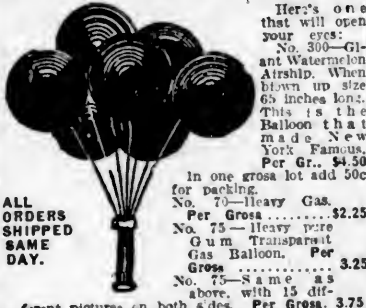 Here's one
that will open
your eyes:
No. 300—Gi-
ant Watermelon
Airship. When
blown up size
65 inches long.
This is the
Balloon that
made New
York Famous.
Per Gr.. $4.50
In one gross lot add 50c
for packing.
No. 70—Heavy Gas.
Per Gross ......... $2.25
No. 75—Heavy pure
Gum Transparent
Gas Balloon. Per
Gross ............ 3.25
No. 75—Same as
above, with 15 dif-
ferent pictures on both sides. Per Gross. 3.75
ALL
ORDERS
SHIPPED
SAME
DAY.